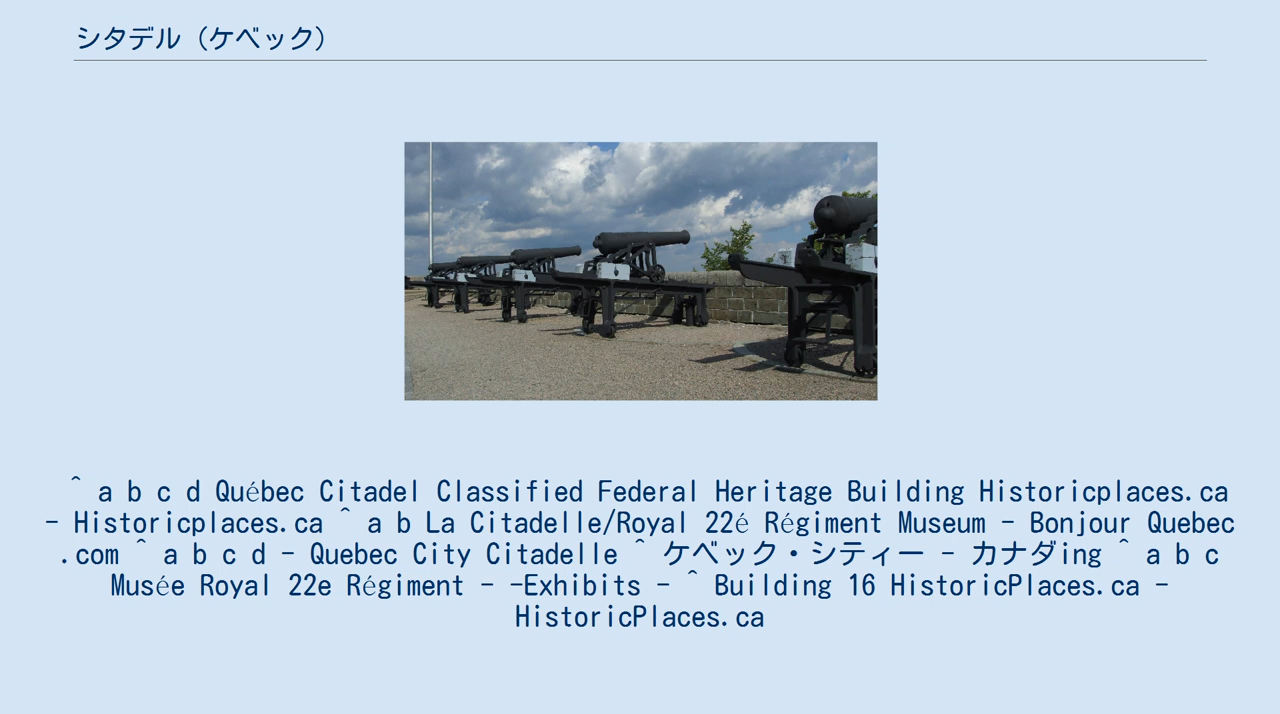 シタデル（ケベック）
^ a b c d Québec Citadel Classified Federal Heritage Building Historicplaces.ca
- Historicplaces.ca ^ a b La Citadelle/Royal 22é Régiment Museum - Bonjour Quebec
.com ^ a b c d - Quebec City Citadelle ^ ケベック・シティー - カナダing ^ a b c
Musée Royal 22e Régiment - -Exhibits - ^ Building 16 HistoricPlaces.ca -
HistoricPlaces.ca